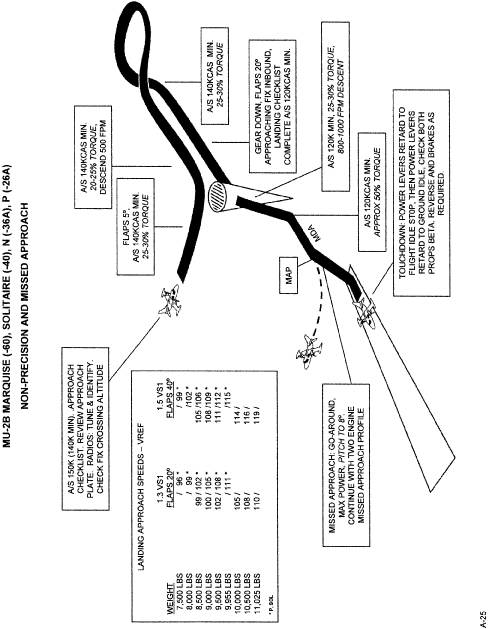 MU-2B MARQUISE (-60), SOLITAIRE (-40), N (-36A), P (-26A)
NON-PRECISION AND MISSED APPROACH
A/S 150K (140K MIN). APPROACH
CHECKLIST. REVIEW APPROACH
PLATE. RADIOS: TUNE & IDENTIFY.
CHECK FIX CROSSING ALTITUDE
FLAPS 5°,
A/S 140KCAS MIN.
25-30% TORQUE
A/S 140KCAS MIN.
20-25% TORQUE,
DESCEND 500 FPM
A/S 140KCAS MIN.
25-30% TORQUE
GEAR DOWN, FLAPS 20°
APPROACHING FIX INBOUND,
LANDING CHECKLIST
COMPLETE A/S 120KCAS MIN.
A/S 120K MIN, 25-30% TORQUE,
800-1000 FPM DESCENT
A/S 120KCAS MIN.
APPROX 50% TORQUE
MDA
MAP
TOUCHDOWN: POWER LEVERS RETARD TO
FLIGHT IDLE STOP, THEN POWER LEVERS
RETARD TO GROUND IDLE. CHECK BOTH
PROPS BETA. REVERSE AND BRAKES AS
REQUIRED.
MISSED APPROACH: GO-AROUND,
MAX POWER, PITCH TO 8°,
CONTINUE WITH TWO ENGINE
MISSED APPROACH PROFILE
LANDING APPROACH SPEEDS – VREF
1.3 VS1 1.5 VS1
WEIGHT FLAPS 20° FLAPS 40°
7,500 LBS / 96 * / 99 *
8,000 LBS / 99 * /102 *
8,500 LBS 99 / 102 * 105 /106 *
9,000 LBS 100 / 105 * 108 /109 *
9,500 LBS 102 / 108 * 111 /112 *
9,955 LBS / 111 * /115 *
10,000 LBS 105 / 114 /
10,500 LBS 108 / 116 /
11,025 LBS 110 / 119 /
* P, SOL
A-25